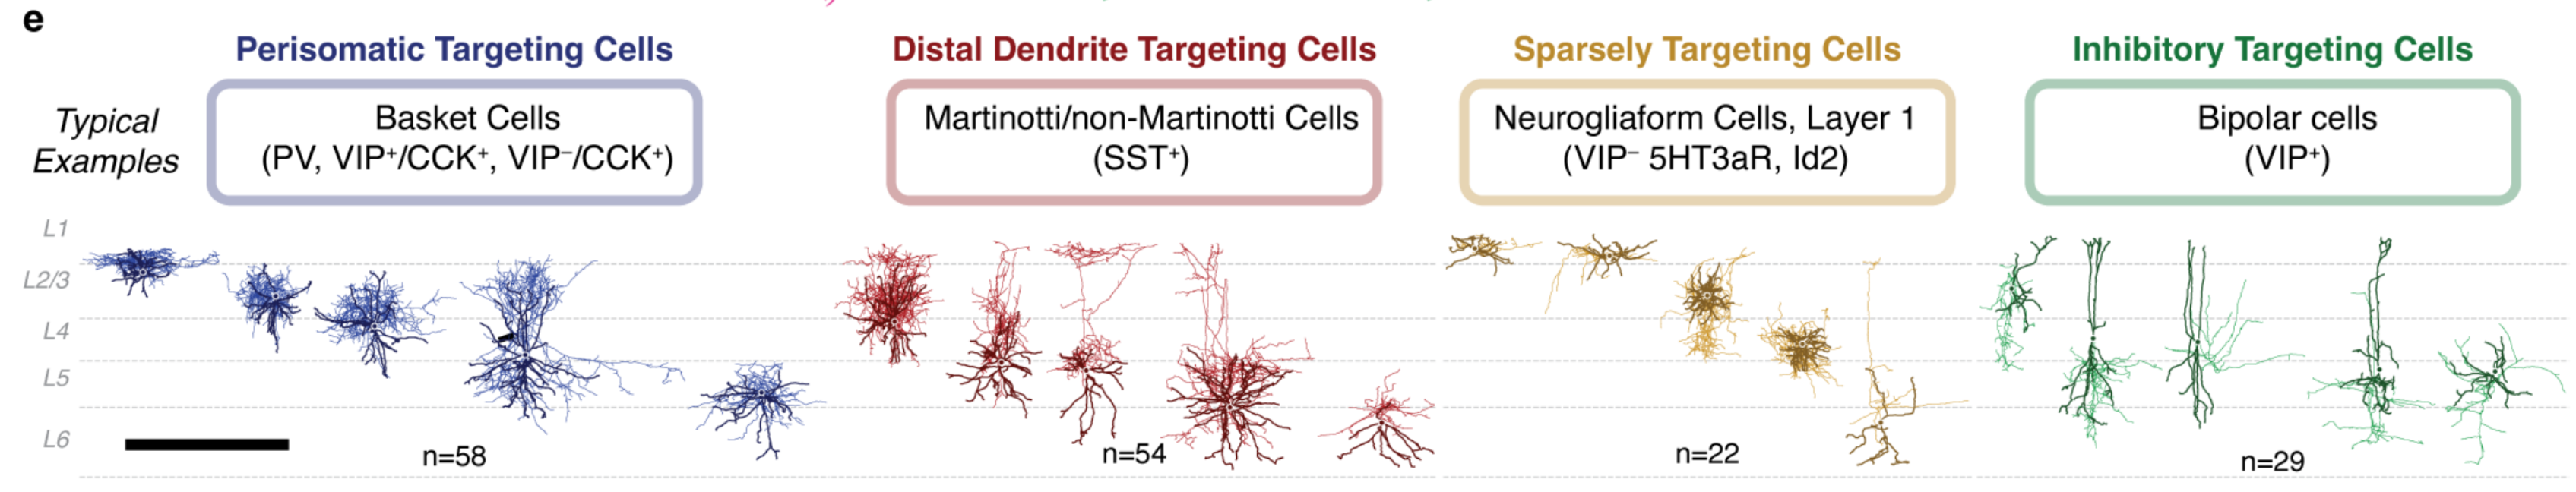 e
Perisomatic Targeting Cells
Distal Dendrite Targeting Cells
Sparsely Targeting Cells
Inhibitory Targeting Cells
Typical
Examples
Basket Cells
(PV, VIP⁺/CCK⁺, VIP⁻/CCK⁺)
Martinotti/non-Martinotti Cells
(SST⁺)
Neurogliaform Cells, Layer 1
(VIP⁻ 5HT3aR, Id2)
Bipolar cells
(VIP⁺)
L1
L2/3
L4
L5
L6
n=58
n=54
n=22
n=29